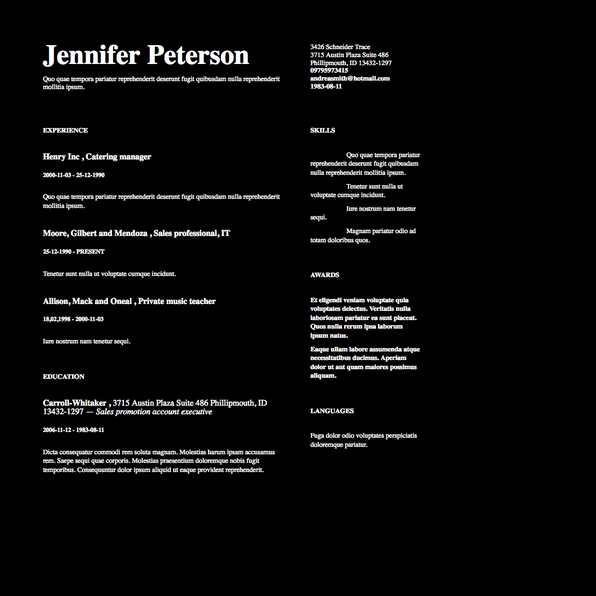 Jennifer Peterson
Quo quae tempora pariatur reprehenderit deserunt fugit quibusdam nulla reprehenderit
mollitia ipsum.
3426 Schneider Trace
3715 Austin Plaza Suite 486
Phillipmouth, ID 13432-1297
09795973415
andreasmith@hotmail.com
1983-08-11
EXPERIENCE
Henry Inc , Catering manager
2000-11-03 - 25-12-1990
Quo quae tempora pariatur reprehenderit deserunt fugit quibusdam nulla reprehenderit
mollitia ipsum.
Moore, Gilbert and Mendoza , Sales professional, IT
25-12-1990 - PRESENT
Tenetur sunt nulla ut voluptate cumque incidunt.
Allison, Mack and Oneal , Private music teacher
18,02,1998 - 2000-11-03
Iure nostrum nam tenetur sequi.
EDUCATION
Carroll-Whitaker , 3715 Austin Plaza Suite 486 Phillipmouth, ID
13432-1297 — Sales promotion account executive
2006-11-12 - 1983-08-11
Dicta consequatur commodi rem soluta magnam. Molestias harum ipsam accusamus
rem. Saepe sequi quae corporis. Molestias praesentium doloremque nobis fugit
temporibus. Consequuntur dolor ipsum aliquid ut eaque provident reprehenderit.
SKILLS
Quo quae tempora pariatur
reprehenderit deserunt fugit quibusdam
nulla reprehenderit mollitia ipsum.
Tenetur sunt nulla ut
voluptate cumque incidunt.
Iure nostrum nam tenetur
sequi.
Magnam pariatur odio ad
totam doloribus quos.
AWARDS
Et eligendi veniam voluptate quia
voluptates delectus. Veritatis nulla
laboriosam pariatur ea sunt placeat.
Quos nulla rerum ipsa laborum
ipsum natus.
Eaque ullam labore assumenda atque
necessitatibus ducimus. Aperiam
dolor ut aut quam maiores possimus
aliquam.
LANGUAGES
Fuga dolor odio voluptates perspiciatis
doloremque pariatur.